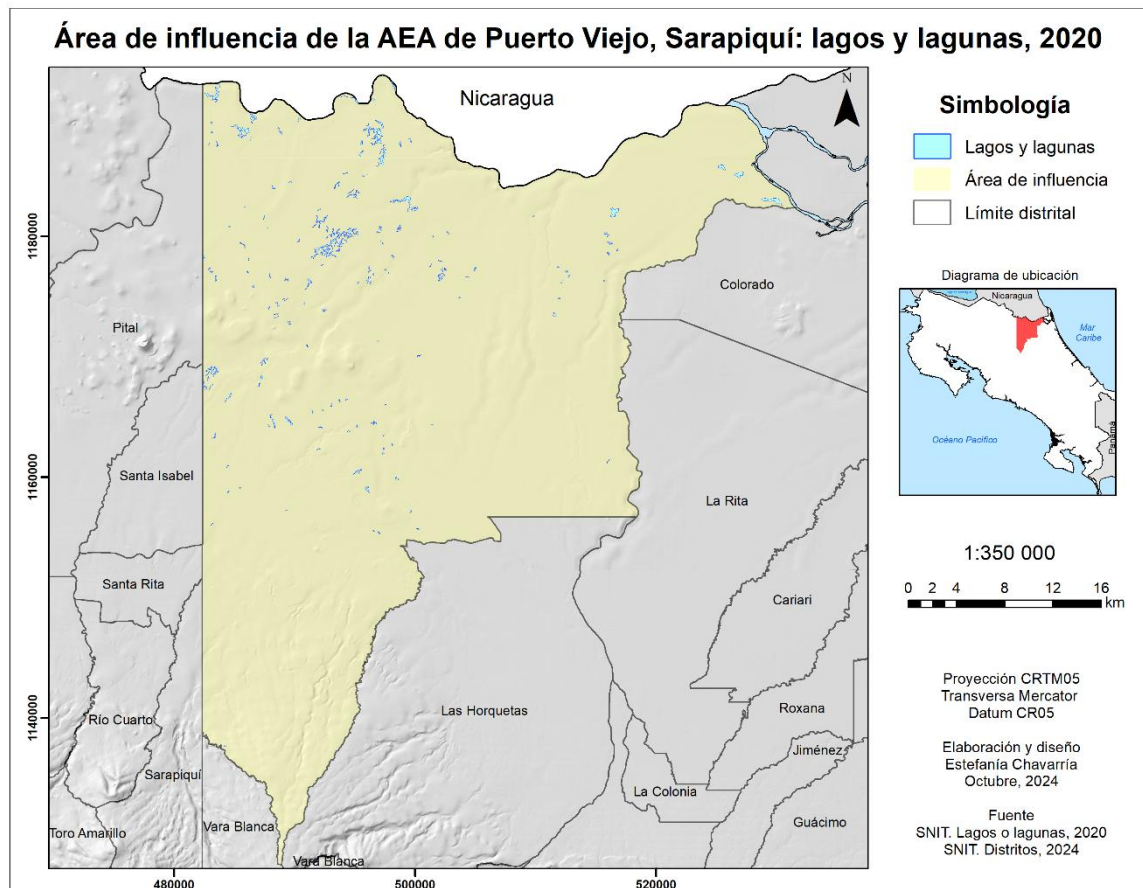 Área de influencia de la AEA de Puerto Viejo, Sarapiquí: lagos y lagunas, 2020
Nicaragua
N
Simbología
Lagos y lagunas
Área de influencia
Límite distrital
1180000
Colorado
Pital
Diagrama de ubicación
Nicaragua
Mar
Caribe
Océano Pacífico
Panamá
Santa Isabel
1160000
La Rita
1:350 000
0 2 4 8 12 16
km
Santa Rita
Cariari
Río Cuarto
1140000
Las Horquetas
Roxana
Jiménez
Sarapiquí
La Colonia
Toro Amarillo
Vara Blanca
Vara Blanca
Guácimo
480000 500000 520000
Proyección CRTM05
Transversa Mercator
Datum CR05
Elaboración y diseño
Estefanía Chavarría
Octubre, 2024
Fuente
SNIT. Lagos o lagunas, 2020
SNIT. Distritos, 2024